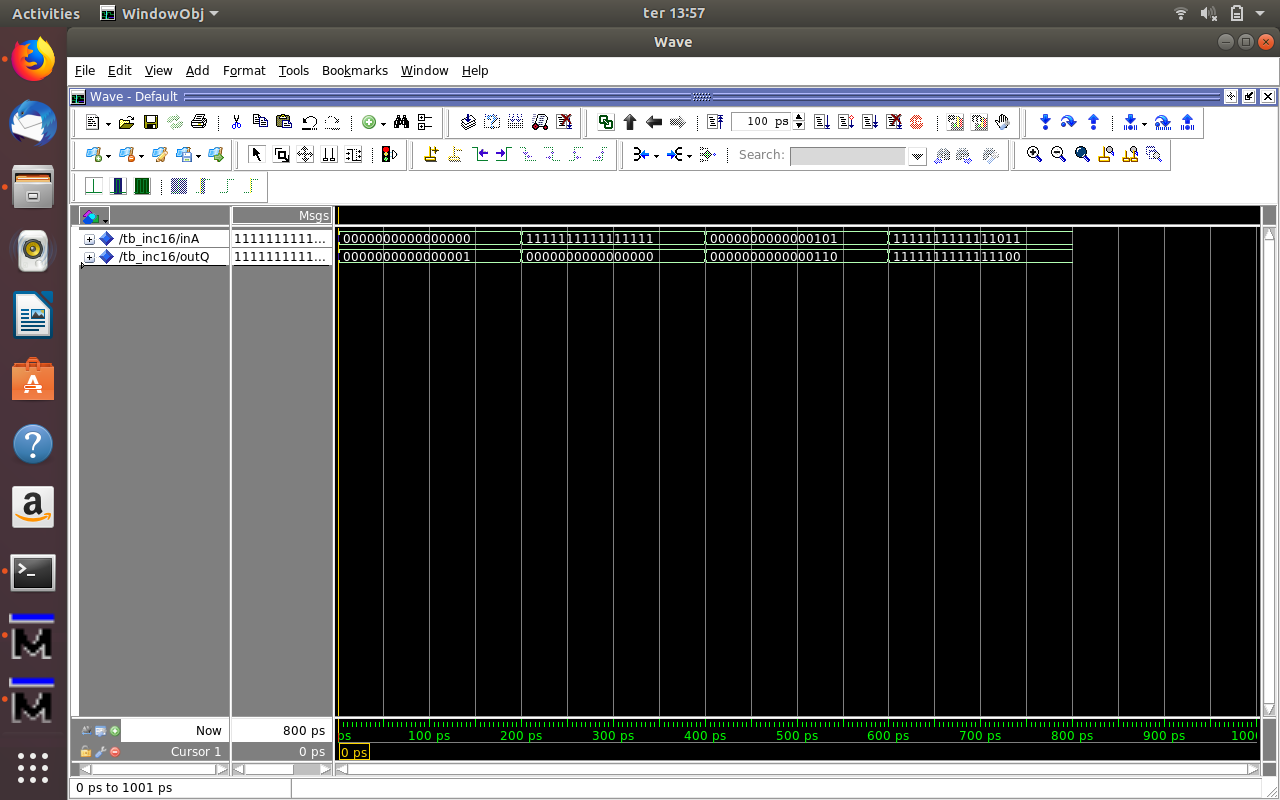 Activities WindowObj ter 13:57
Wave
File Edit View Add Format Tools Bookmarks Window Help
Wave - Default
100 ps
Search:
Msgs
/tb_inc16/inA 1111111111... 0000000000000000 1111111111111111 0000000000000101 1111111111111011
/tb_inc16/outQ 1111111111... 0000000000000001 0000000000000000 0000000000000110 1111111111111100
Now 800 ps ps 100 ps 200 ps 300 ps 400 ps 500 ps 600 ps 700 ps 800 ps 900 ps 1000
Cursor 1 0 ps 0 ps
0 ps to 1001 ps